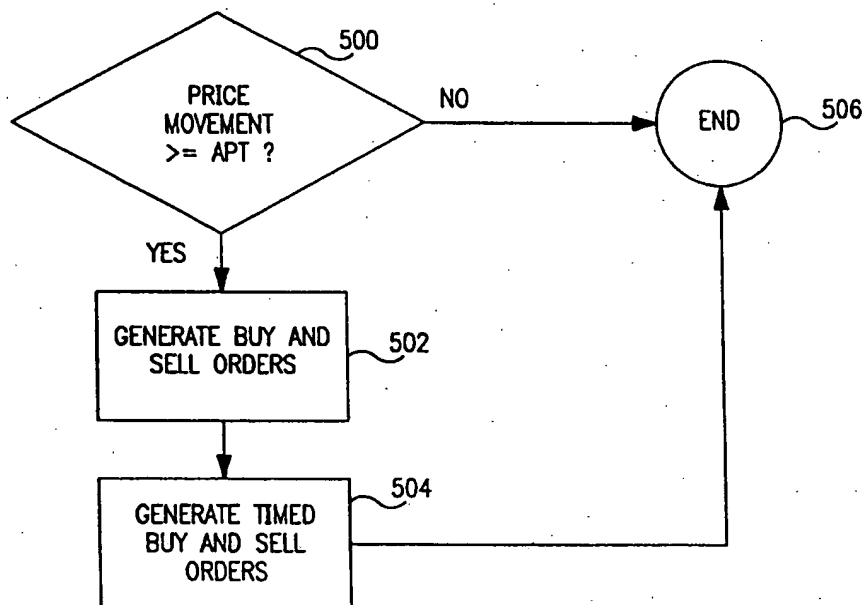 500
PRICE
MOVEMENT
>= APT ?
NO
END
506
YES
GENERATE BUY AND
SELL ORDERS
502
GENERATE TIMED
BUY AND SELL
ORDERS
504